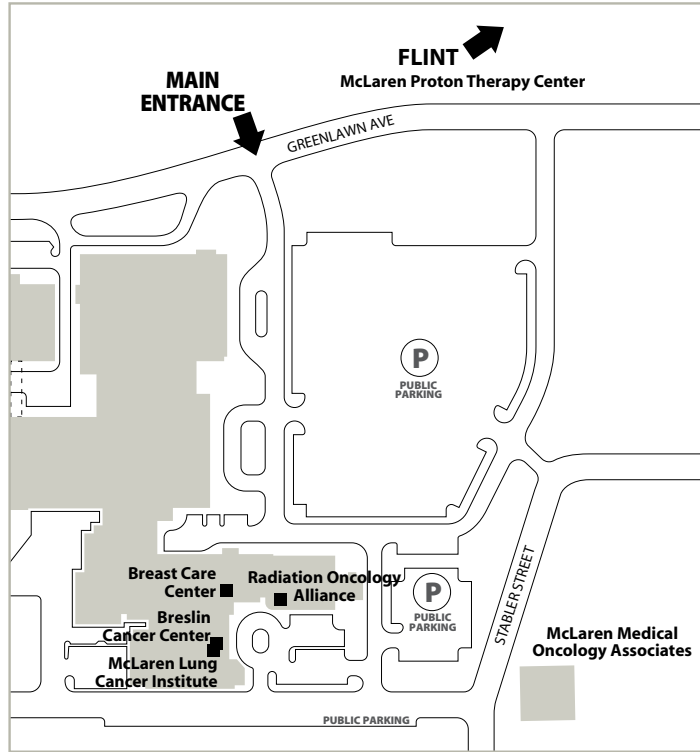 FLINT
McLaren Proton Therapy Center
MAIN
ENTRANCE
GREENLAWN AVE
P
PUBLIC
PARKING
Breast Care
Center
Radiation Oncology
Alliance
P
PUBLIC
PARKING
STABLER STREET
Breslin
Cancer Center
McLaren Lung
Cancer Institute
McLaren Medical
Oncology Associates
PUBLIC PARKING